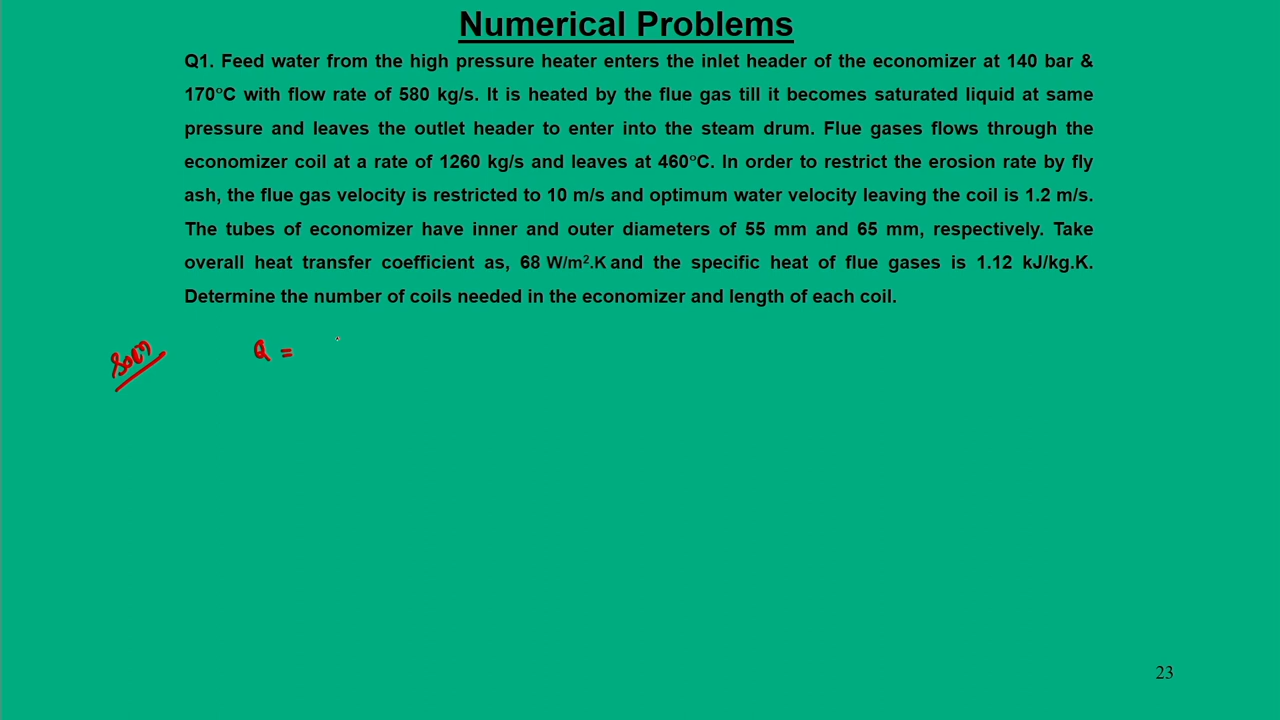 Numerical Problems
Q1. Feed water from the high pressure heater enters the inlet header of the economizer at 140 bar &
170°C with flow rate of 580 kg/s. It is heated by the flue gas till it becomes saturated liquid at same
pressure and leaves the outlet header to enter into the steam drum. Flue gases flows through the
economizer coil at a rate of 1260 kg/s and leaves at 460°C. In order to restrict the erosion rate by fly
ash, the flue gas velocity is restricted to 10 m/s and optimum water velocity leaving the coil is 1.2 m/s.
The tubes of economizer have inner and outer diameters of 55 mm and 65 mm, respectively. Take
overall heat transfer coefficient as, 68 W/m².K and the specific heat of flue gases is 1.12 kJ/kg.K.
Determine the number of coils needed in the economizer and length of each coil.
Q =
23